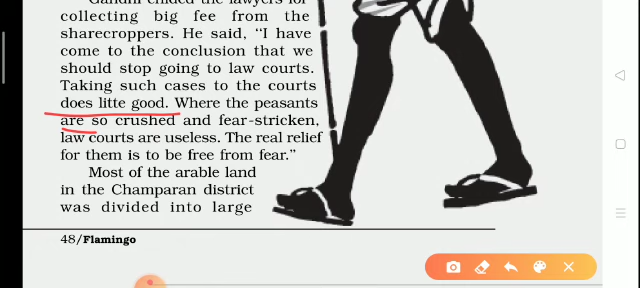 Gandhi chided the lawyers for
collecting big fee from the
sharecroppers. He said, “I have
come to the conclusion that we
should stop going to law courts.
Taking such cases to the courts
does litte good. Where the peasants
are so crushed and fear-stricken,
law courts are useless. The real relief
for them is to be free from fear.”
Most of the arable land
in the Champaran district
was divided into large
48/Flamingo